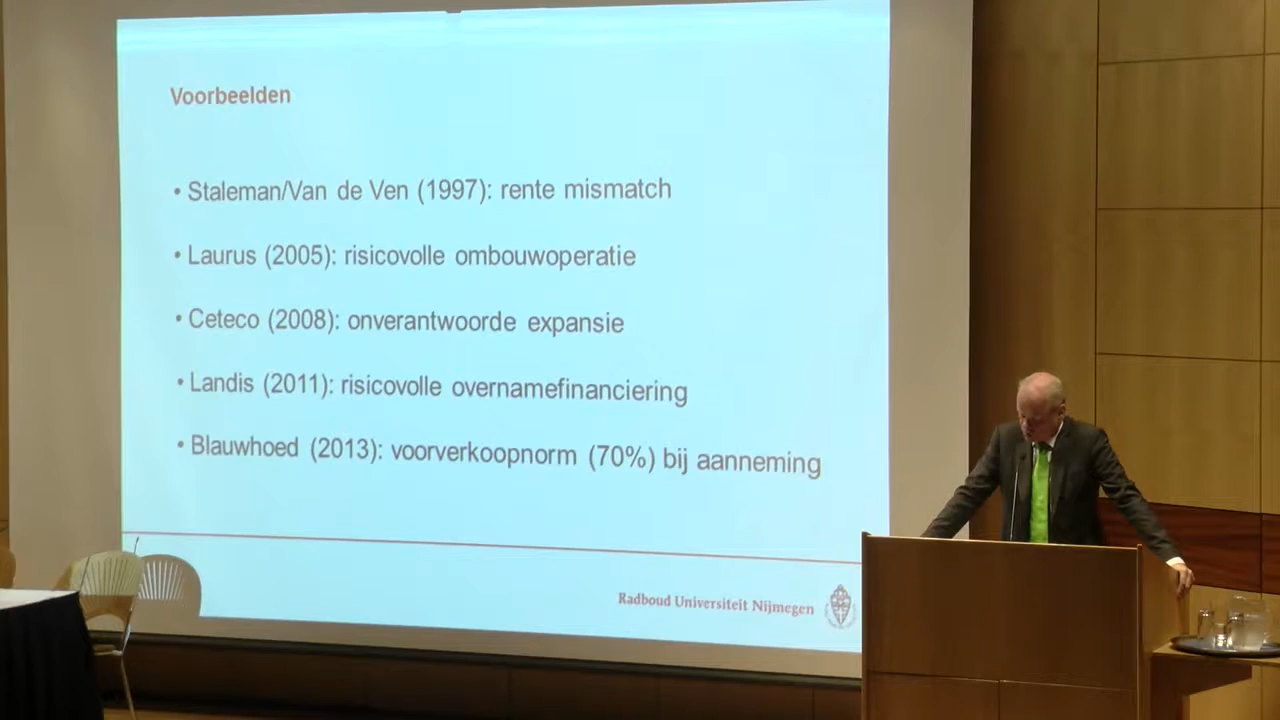 Voorbeelden
• Staleman/Van de Ven (1997): rente mismatch
• Laurus (2005): risicovolle ombouwoperatie
• Ceteco (2008): onverantwoorde expansie
• Landis (2011): risicovolle overnamefinanciering
• Blauwhoed (2013): voorverkoopnorm (70%) bij aanneming
Radboud Universiteit Nijmegen